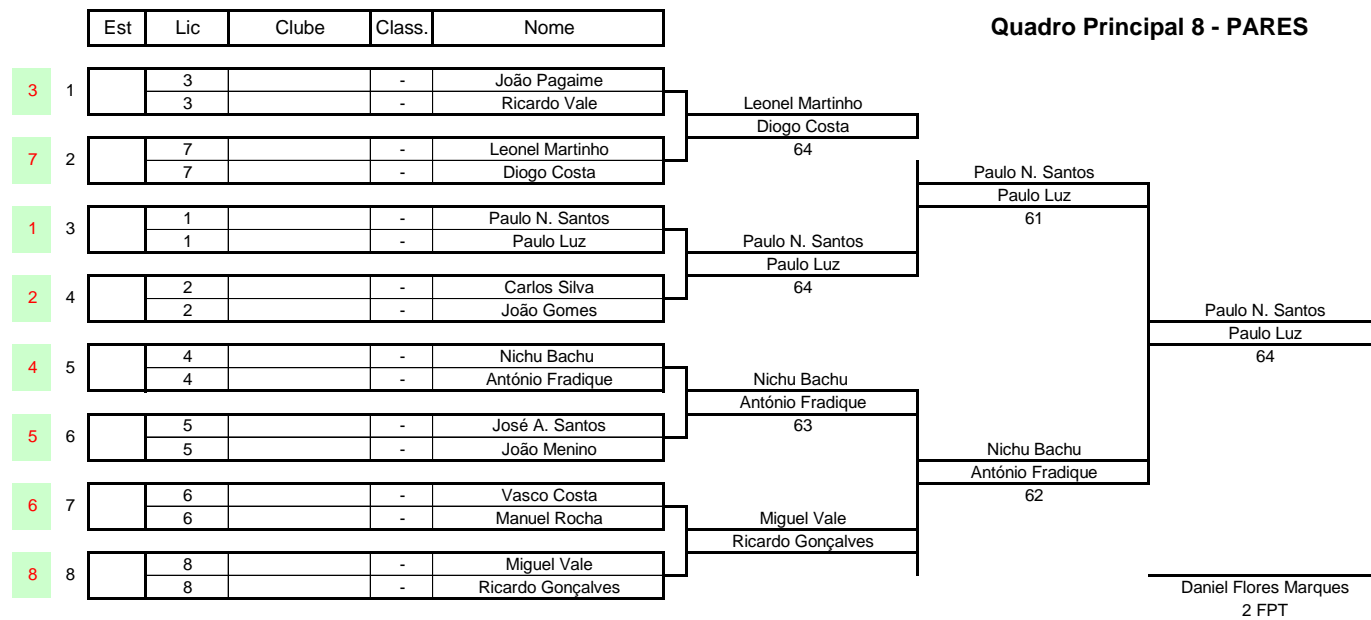 Est Lic Clube Class. Nome
Quadro Principal 8 - PARES
3 1 3 - João Pagaime
3 - Ricardo Vale
Leonel Martinho
Diogo Costa
64
7 2 7 - Leonel Martinho
7 - Diogo Costa
Paulo N. Santos
Paulo Luz
61
1 3 1 - Paulo N. Santos
1 - Paulo Luz
Paulo N. Santos
Paulo Luz
64
2 4 2 - Carlos Silva
2 - João Gomes
Paulo N. Santos
Paulo Luz
64
4 5 4 - Nichu Bachu
4 - António Fradique
Nichu Bachu
António Fradique
63
5 6 5 - José A. Santos
5 - João Menino
Nichu Bachu
António Fradique
62
6 7 6 - Vasco Costa
6 - Manuel Rocha
Miguel Vale
Ricardo Gonçalves
8 8 8 - Miguel Vale
8 - Ricardo Gonçalves
Daniel Flores Marques
2 FPT